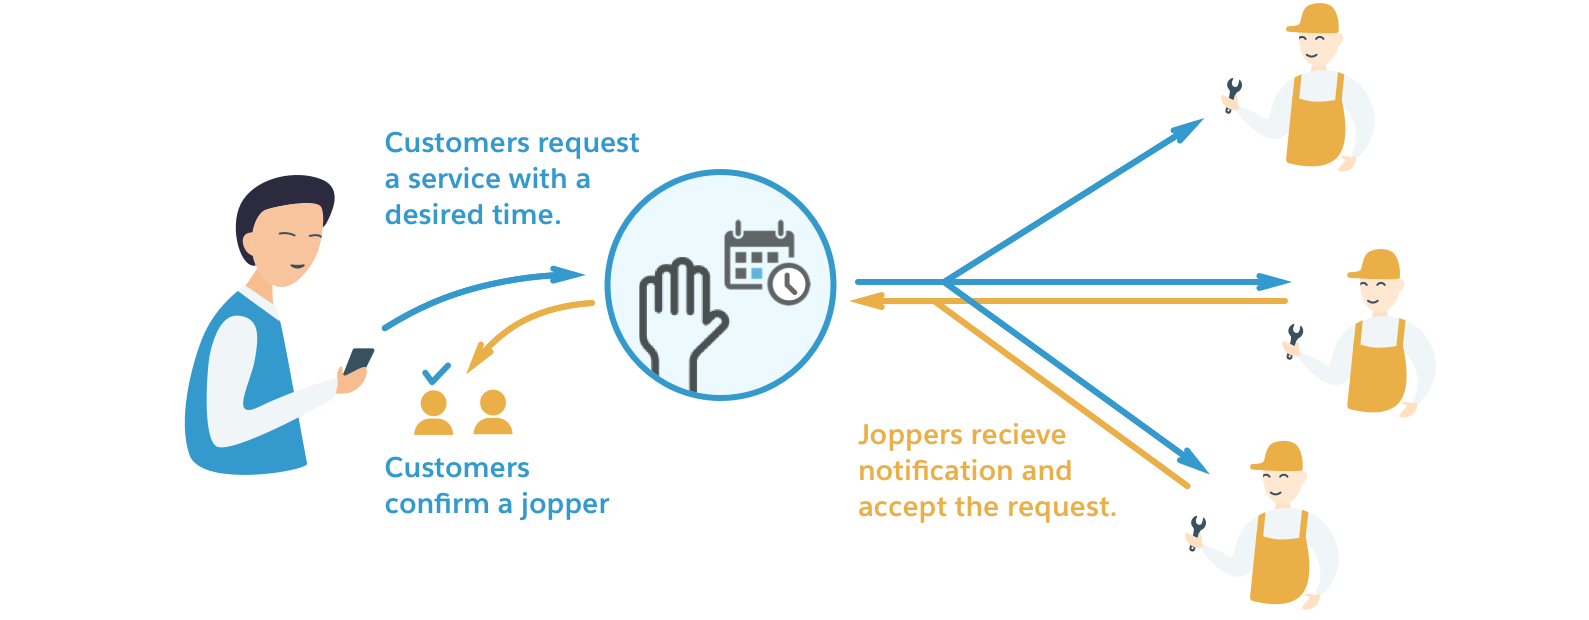 Customers request
a service with a
desired time.
Customers
confirm a jopper
Joppers recieve
notification and
accept the request.